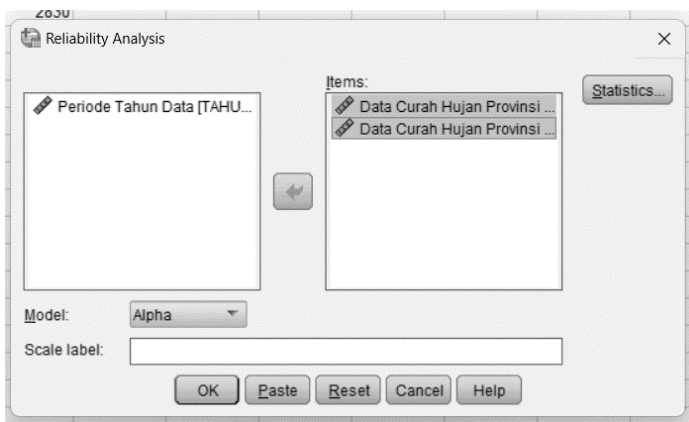 2830
Reliability Analysis
Items:
Statistics...
Periode Tahun Data [TAHU...
Data Curah Hujan Provinsi ...
Data Curah Hujan Provinsi ...
Model:
Alpha
Scale label:
OK
Paste
Reset
Cancel
Help